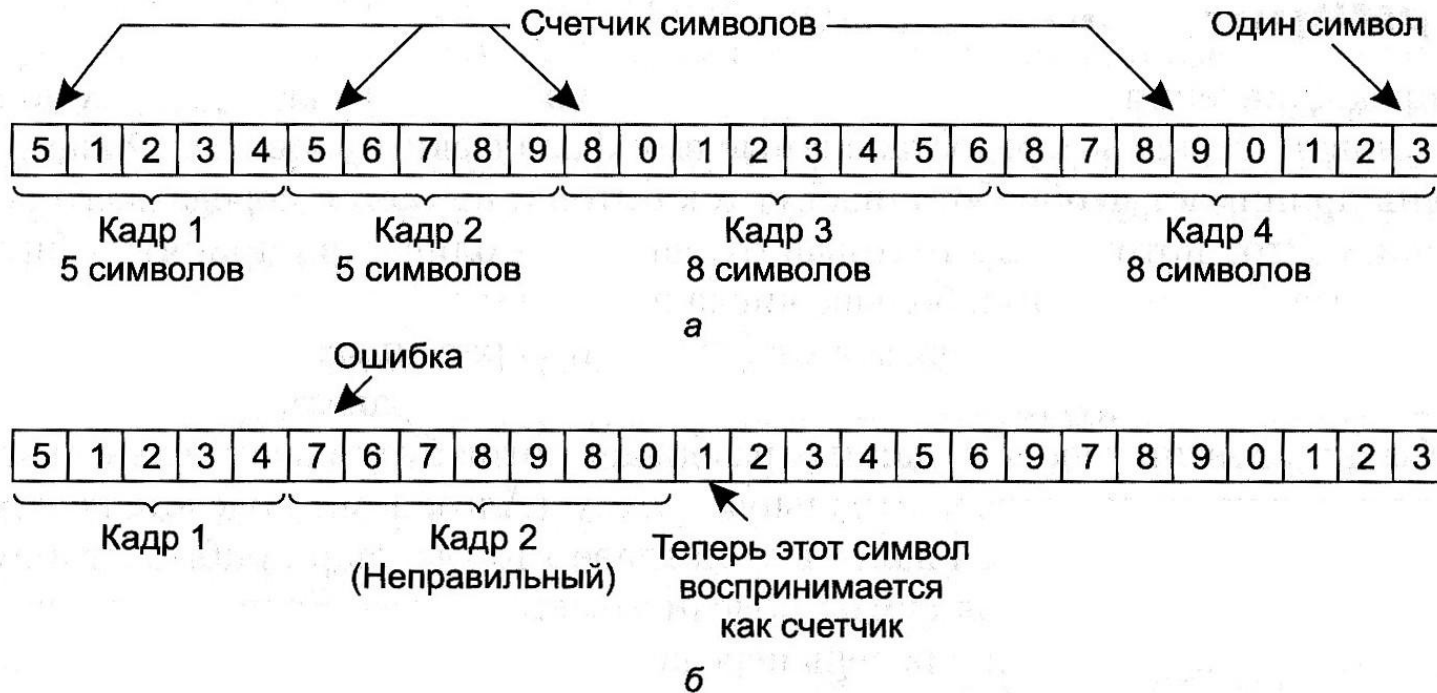 Счетчик символов Один символ
5 1 2 3 4 5 6 7 8 9 8 0 1 2 3 4 5 6 8 7 8 9 0 1 2 3
Кадр 1 Кадр 2 Кадр 3 Кадр 4
5 символов 5 символов 8 символов 8 символов
а
Ошибка
5 1 2 3 4 7 6 7 8 9 8 0 1 2 3 4 5 6 9 7 8 9 0 1 2 3
Кадр 1 Кадр 2 Теперь этот символ
(Неправильный) воспринимается
как счетчик
б